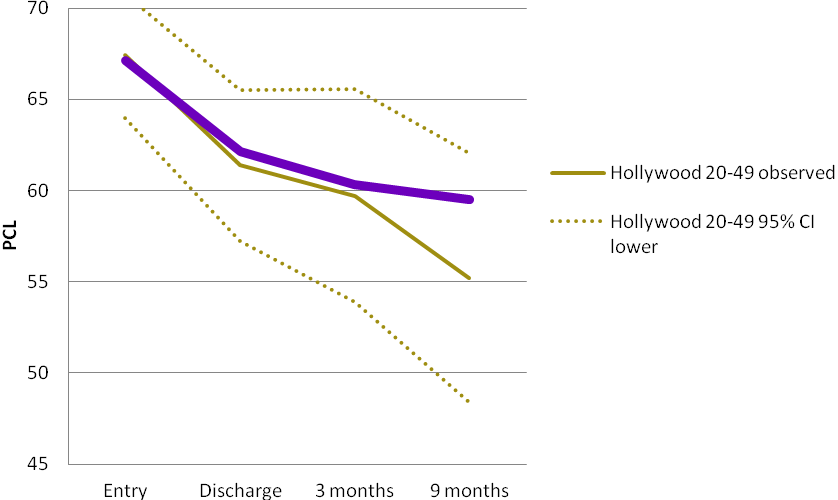 70
65
60
55
50
45
PCL
Entry
Discharge
3 months
9 months
Hollywood 20-49 observed
Hollywood 20-49 95% CI
lower